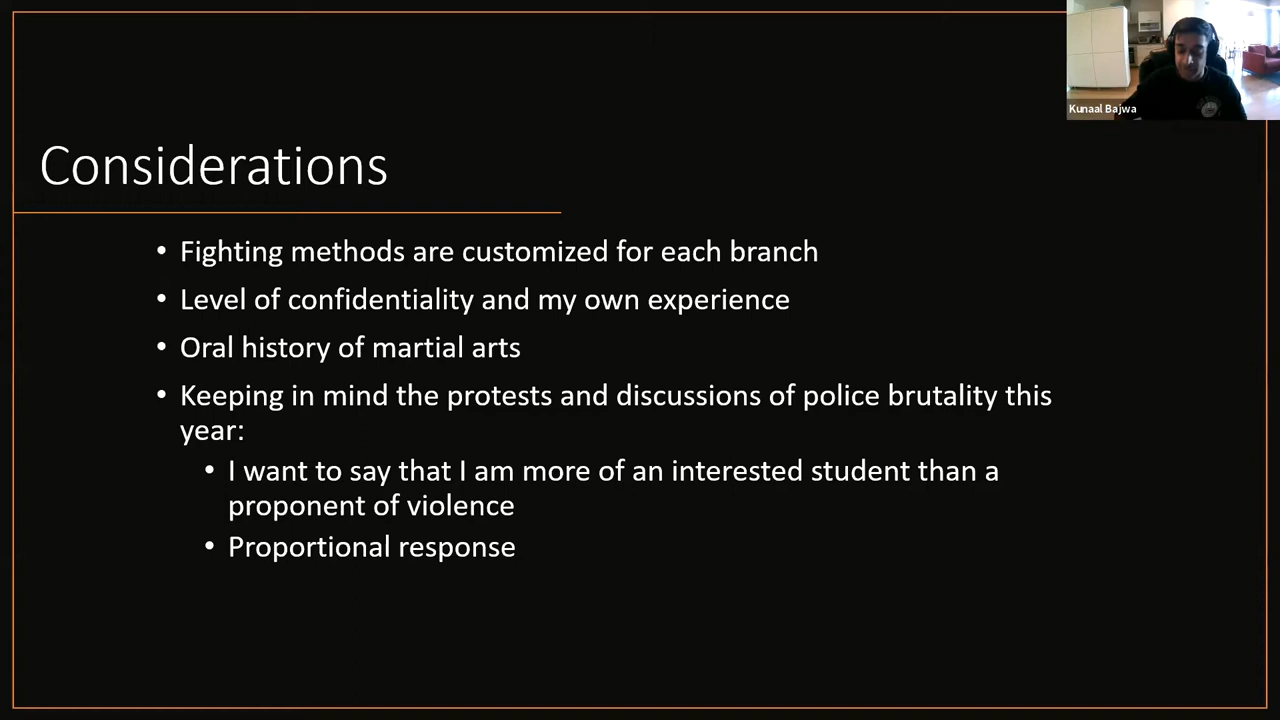 Kunaal Bajwa
Considerations
• Fighting methods are customized for each branch
• Level of confidentiality and my own experience
• Oral history of martial arts
• Keeping in mind the protests and discussions of police brutality this
year:
• I want to say that I am more of an interested student than a
proponent of violence
• Proportional response